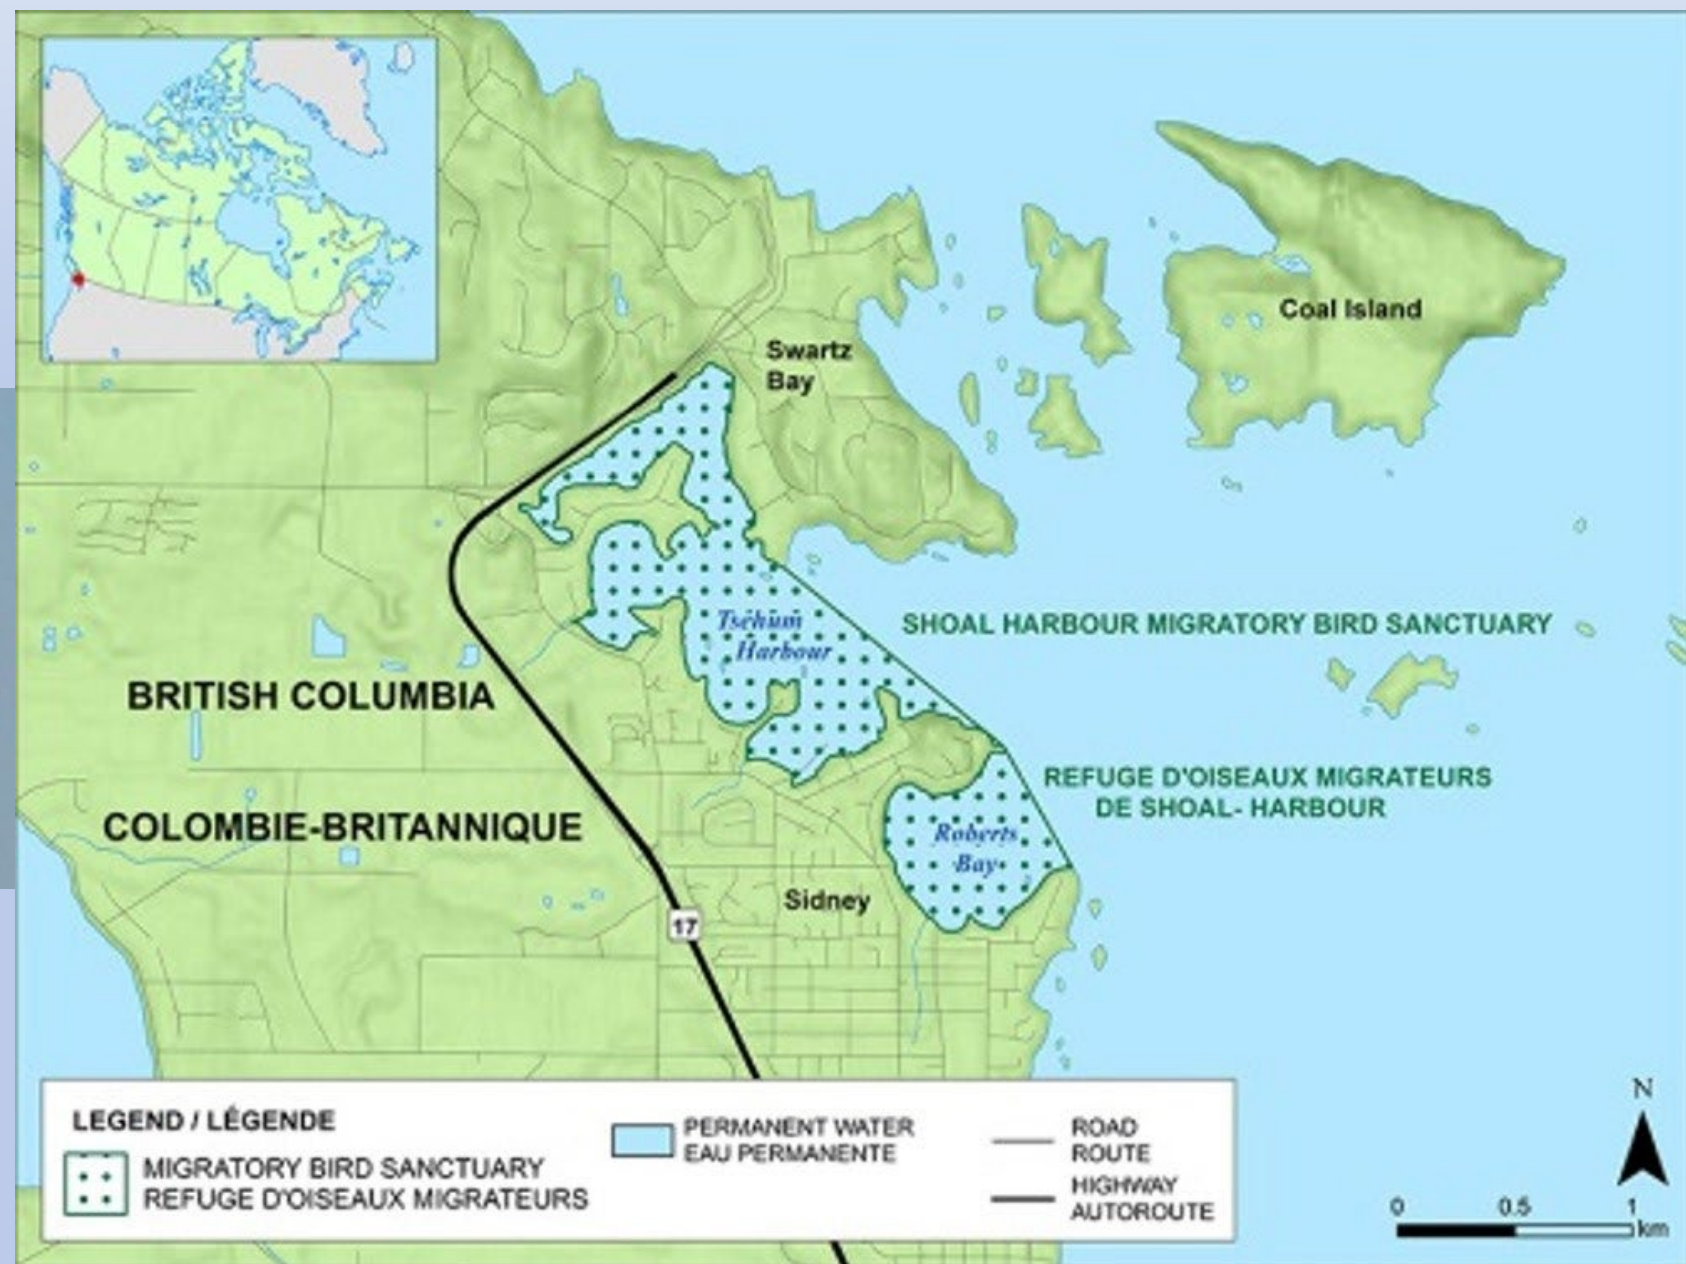 Swartz
Bay
Coal Island
Tsehum
Harbour
SHOAL HARBOUR MIGRATORY BIRD SANCTUARY
BRITISH COLUMBIA
REFUGE D'OISEAUX MIGRATEURS
DE SHOAL- HARBOUR
COLOMBIE-BRITANNIQUE
Roberts
Bay
Sidney
17
LEGEND / LÉGENDE
MIGRATORY BIRD SANCTUARY
REFUGE D'OISEAUX MIGRATEURS
PERMANENT WATER
EAU PERMANENTE
ROAD
ROUTE
HIGHWAY
AUTOROUTE
N
0 0.5 1
km